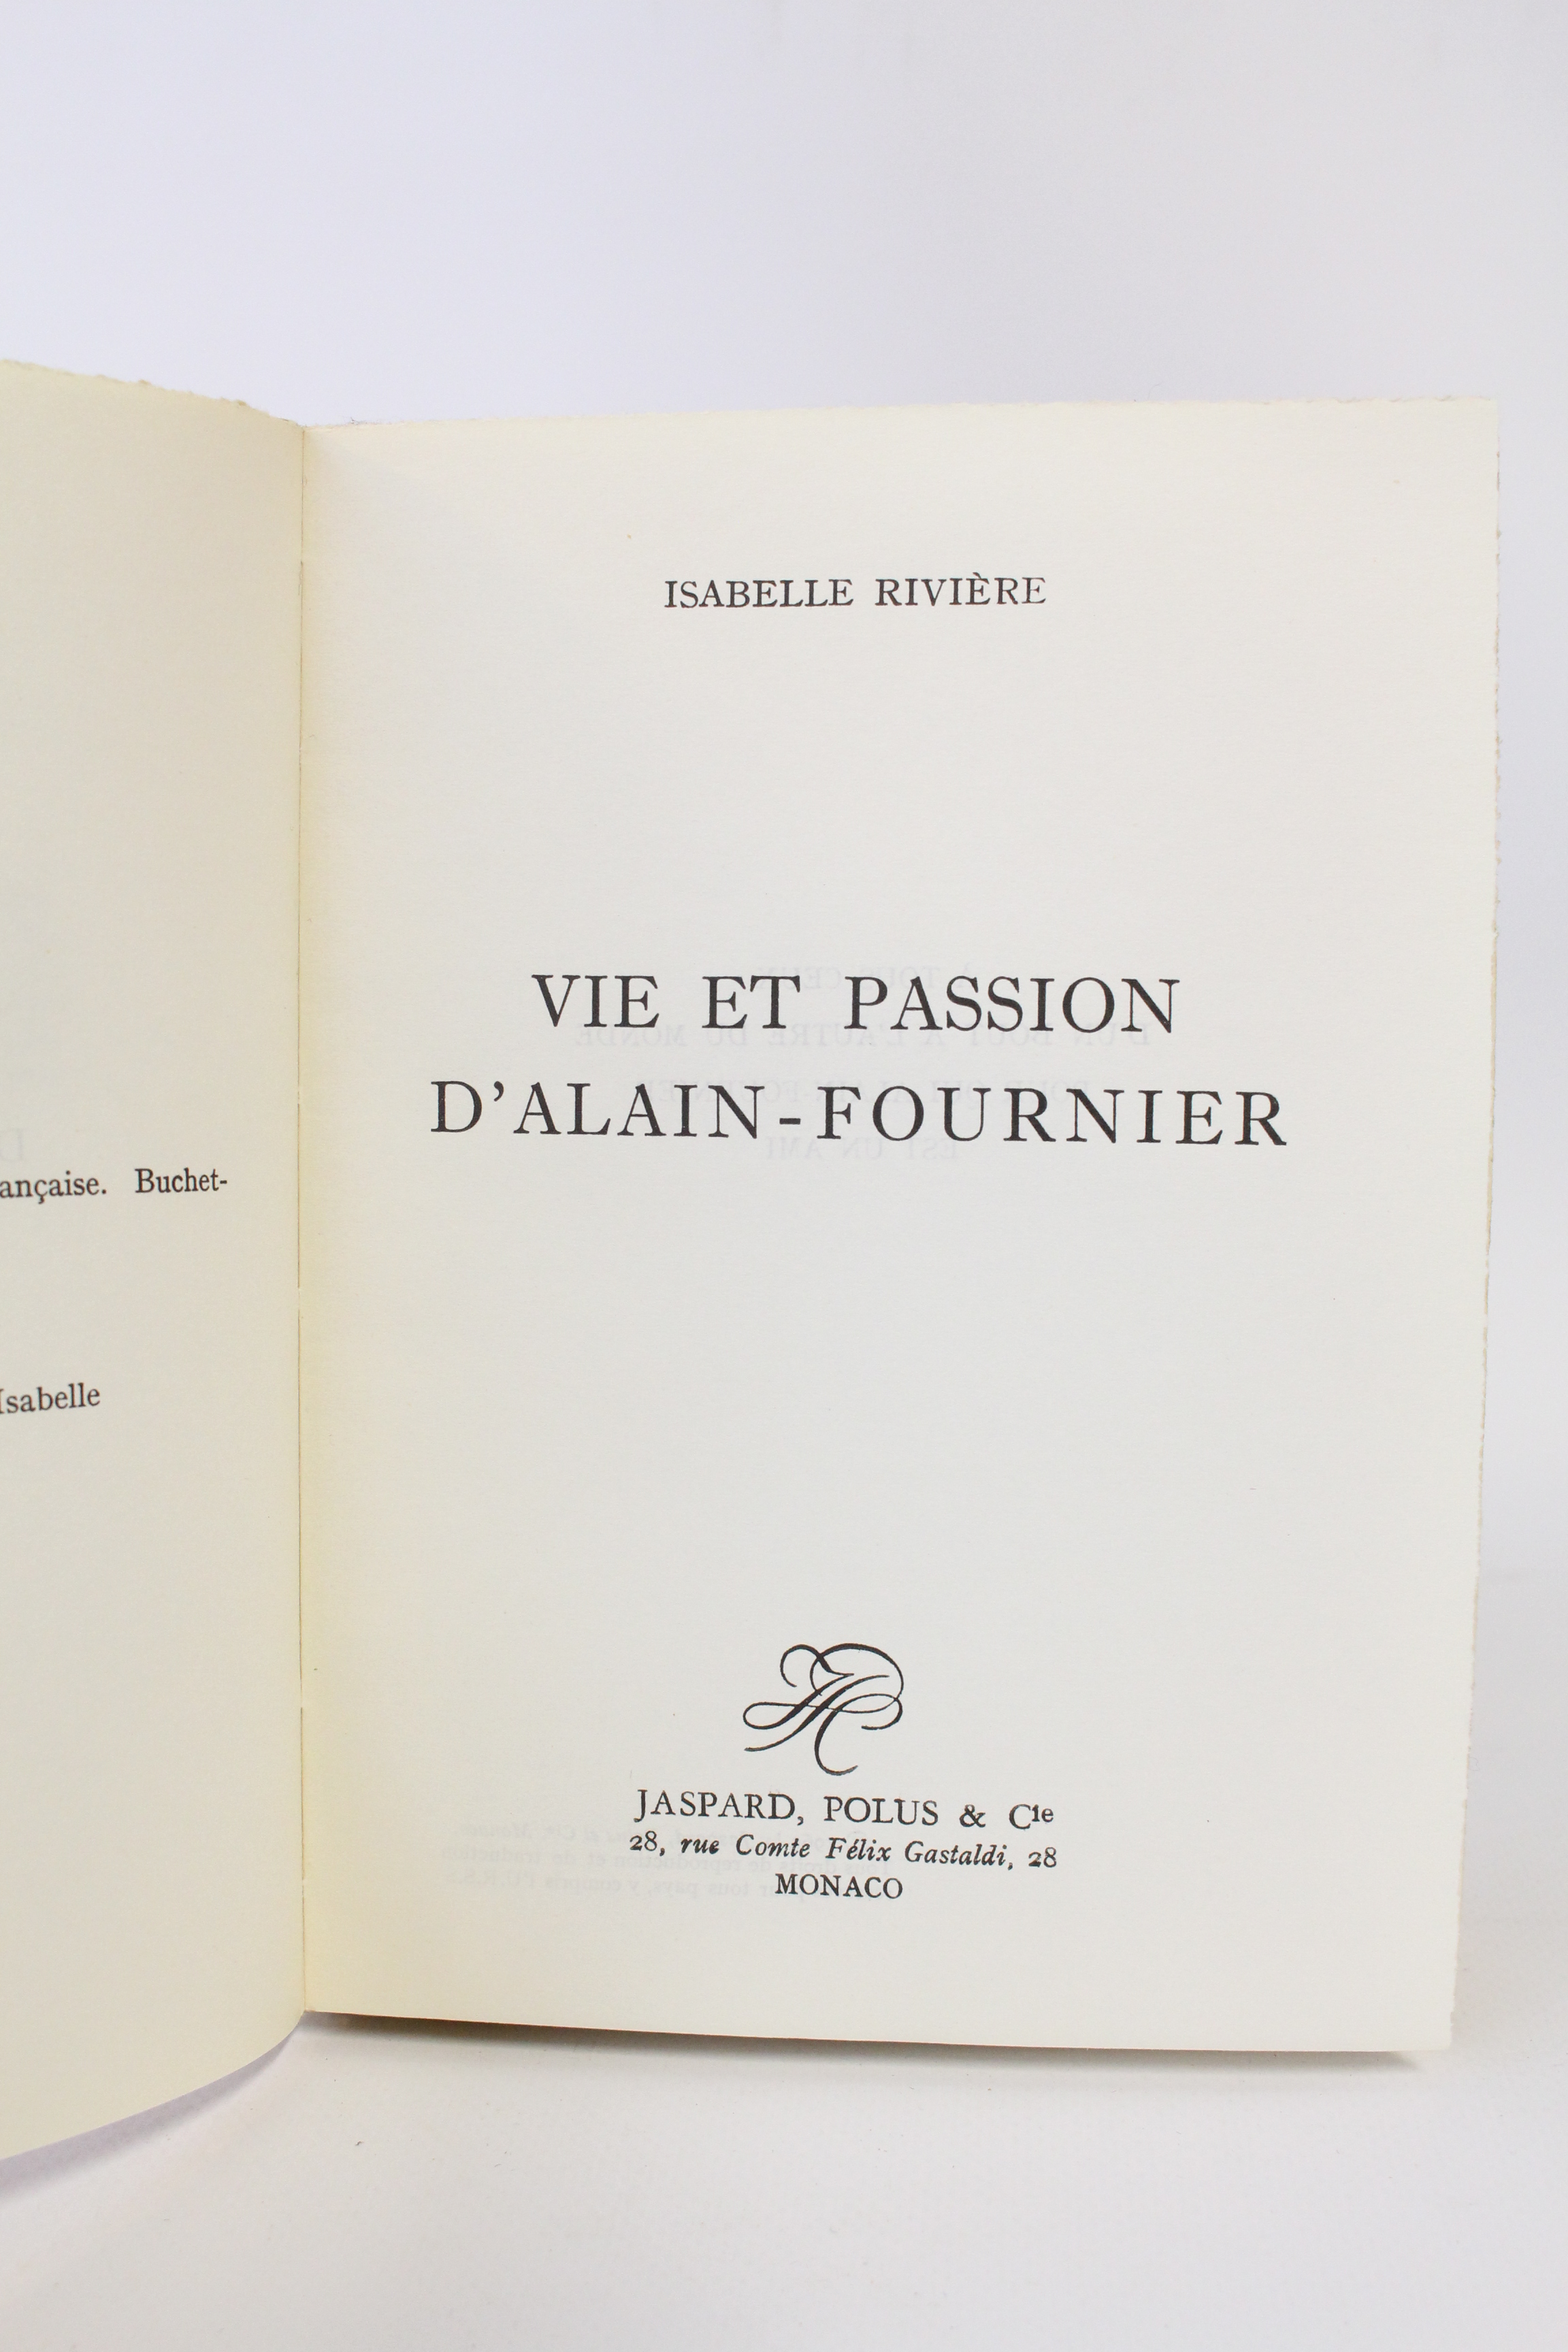 ançaise. Buchet-
Isabelle
ISABELLE RIVIÈRE
VIE ET PASSION
D'ALAIN-FOURNIER
JASPARD, POLUS & Cie
28, rue Comte Félix Gastaldi, 28
MONACO